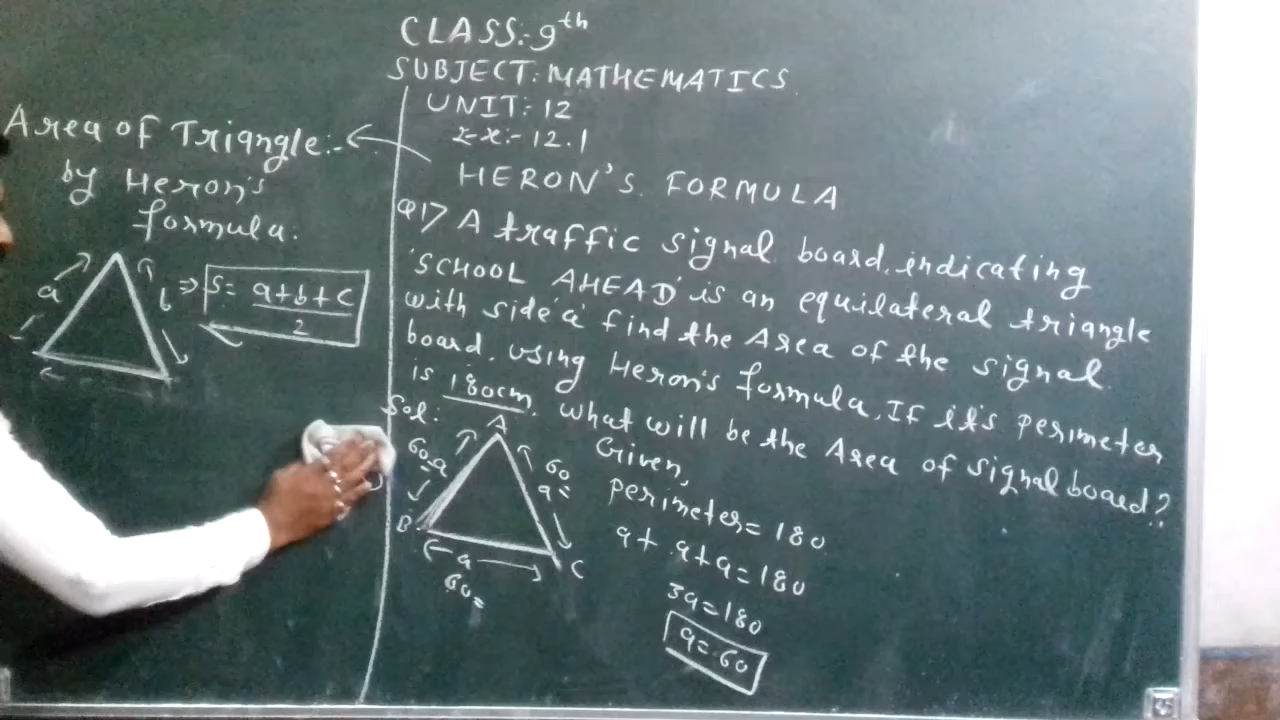 CLASS:-9th
SUBJECT: MATHEMATICS.
UNIT:-12
Ex:-12.1
HERON'S FORMULA
Area of Triangle:-
by Heron's
formula.
a
b
⇒ S = a+b+c
2
Q1> A traffic signal board, indicating
'SCHOOL AHEAD' is an equilateral triangle
with side 'a' find the Area of the signal
board, using Heron's formula, If it's perimeter
is 180cm. What will be the Area of signal board?
Sol:
A
60 = a
60
a =
B
a
C
60 =
Given,
perimeter = 180
a + a + a = 180
3a = 180
a = 60